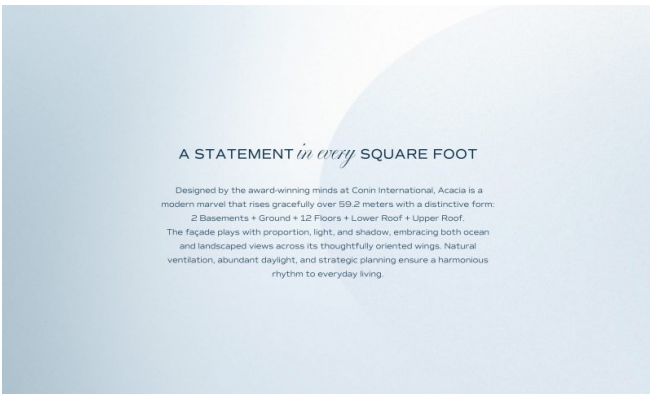 A STATEMENT in every SQUARE FOOT
Designed by the award-winning minds at Conin International, Acacia is a
modern marvel that rises gracefully over 59.2 meters with a distinctive form:
2 Basements + Ground + 12 Floors + Lower Roof + Upper Roof.
The façade plays with proportion, light, and shadow, embracing both ocean
and landscaped views across its thoughtfully oriented wings. Natural
ventilation, abundant daylight, and strategic planning ensure a harmonious
rhythm to everyday living.